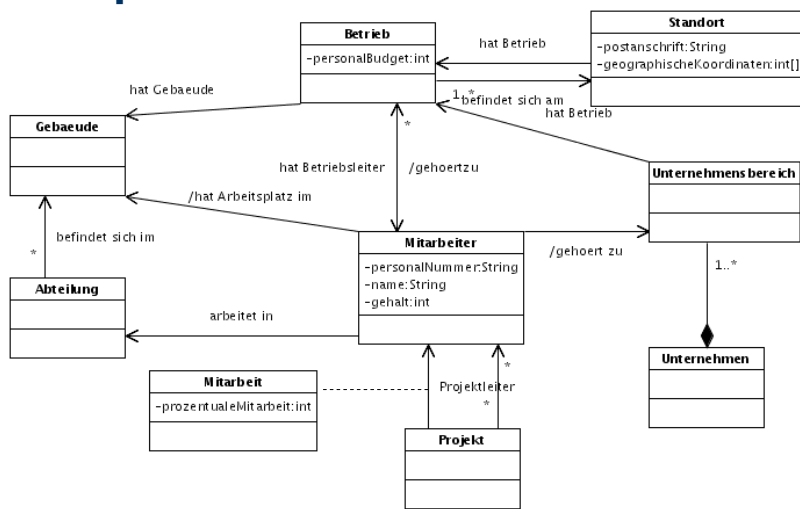 Betrieb
-personalBudget:int
Standort
-postanschrift:String
-geographischeKoordinaten:int[]
hat Betrieb
1..*
befindet sich am
hat Betrieb
hat Gebaeude
Gebaeude
*
hat Betriebsleiter
/gehoertzu
Unternehmensbereich
/hat Arbeitsplatz im
befindet sich im
*
Mitarbeiter
-personalNummer:String
-name:String
-gehalt:int
/gehoert zu
1..*
Abteilung
arbeitet in
Unternehmen
Mitarbeit
-prozentualeMitarbeit:int
*
Projektleiter
*
Projekt